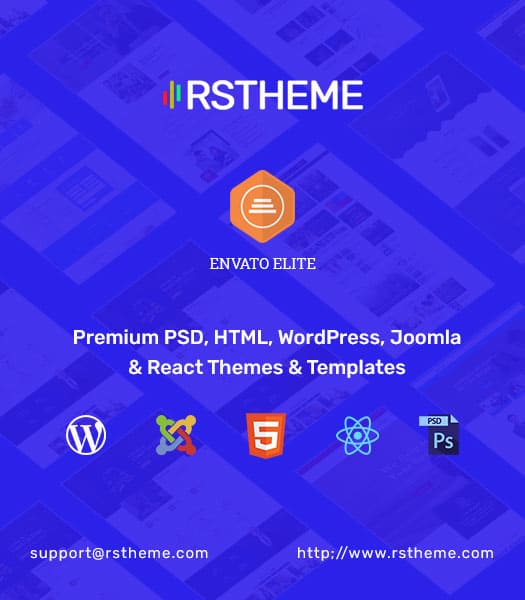 RSTHEME
ENVATO ELITE
Premium PSD, HTML, WordPress, Joomla
& React Themes & Templates
PSD
Ps
support@rstheme.com
http;//www.rstheme.com